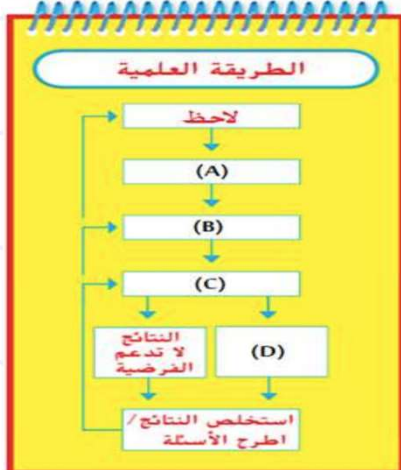 الطريقة العلمية
لاحظ
(A)
(B)
(C)
النتائج
لا تدعم
الفرضية
(D)
استخلص النتائج/
اطرح الأسئلة